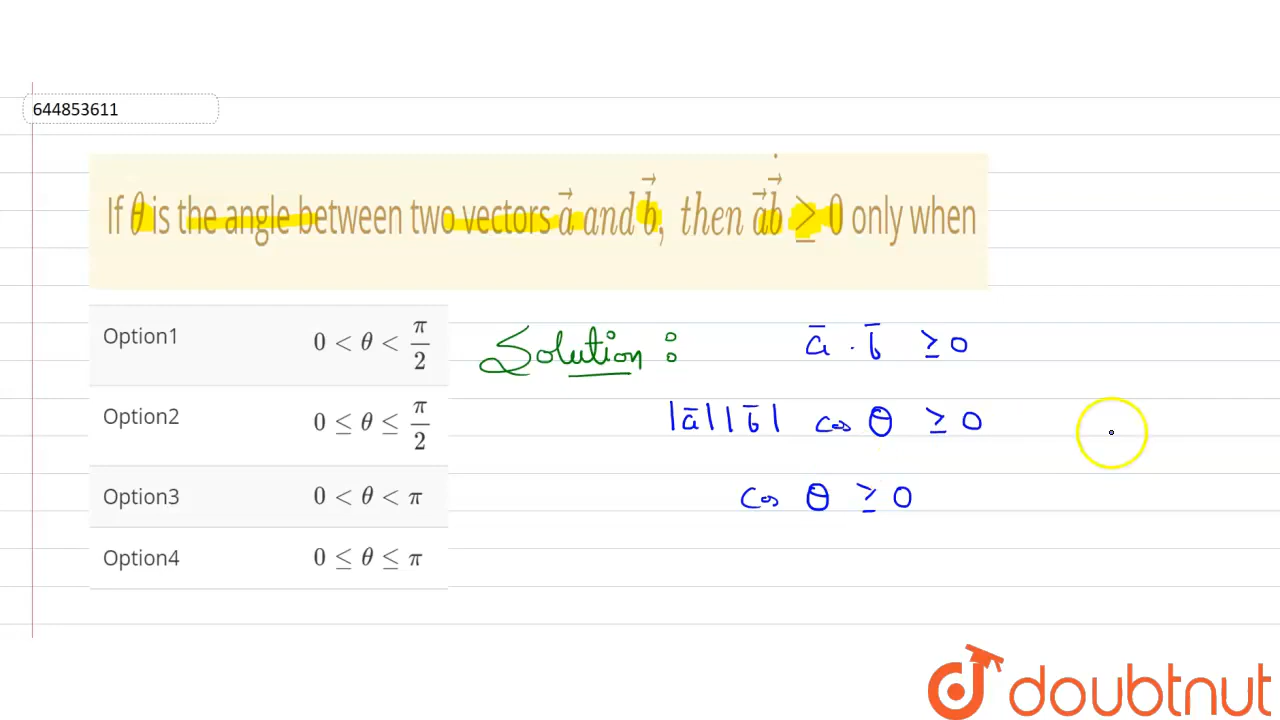 644853611
If θ is the angle between two vectors a⃗ and b⃗, then a⃗ ḃ⃗ ≥ 0 only when
Option1 0 < θ < π/2
Solution :
a̅ . b̅ ≥ 0
Option2 0 ≤ θ ≤ π/2
|a̅| |b̅| cos θ ≥ 0
Option3 0 < θ < π
cos θ ≥ 0
Option4 0 ≤ θ ≤ π
doubtnut